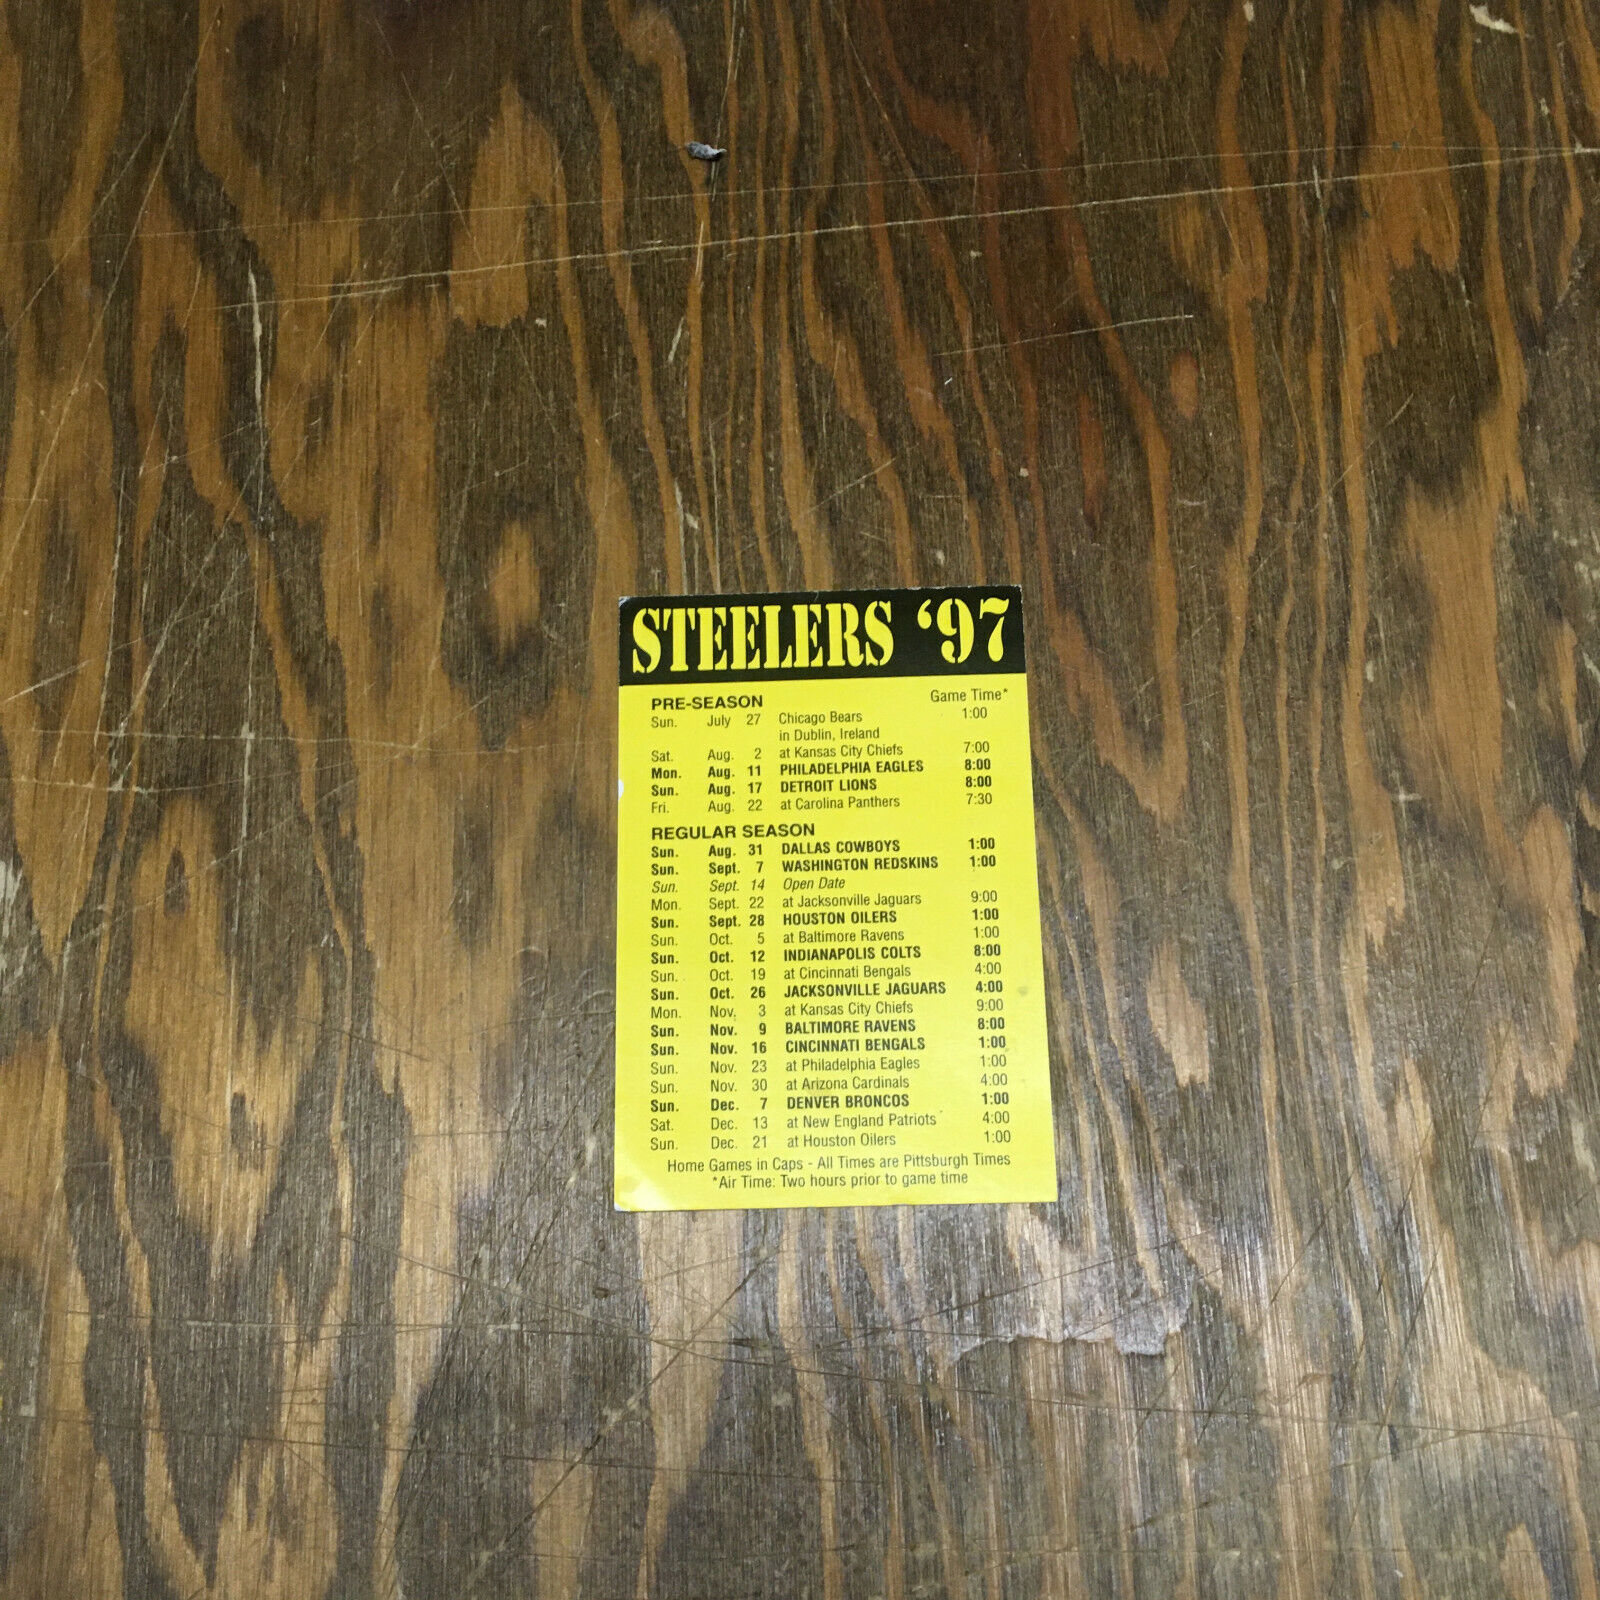 STEELERS '97
PRE-SEASON Game Time*
Sun. July 27 Chicago Bears 1:00
in Dublin, Ireland
Sat. Aug. 2 at Kansas City Chiefs 7:00
Mon. Aug. 11 PHILADELPHIA EAGLES 8:00
Sun. Aug. 17 DETROIT LIONS 8:00
Fri. Aug. 22 at Carolina Panthers 7:30
REGULAR SEASON
Sun. Aug. 31 DALLAS COWBOYS 1:00
Sun. Sept. 7 WASHINGTON REDSKINS 1:00
Sun. Sept. 14 Open Date
Mon. Sept. 22 at Jacksonville Jaguars 9:00
Sun. Sept. 28 HOUSTON OILERS 1:00
Sun. Oct. 5 at Baltimore Ravens 1:00
Sun. Oct. 12 INDIANAPOLIS COLTS 8:00
Sun. Oct. 19 at Cincinnati Bengals 4:00
Sun. Oct. 26 JACKSONVILLE JAGUARS 4:00
Mon. Nov. 3 at Kansas City Chiefs 9:00
Sun. Nov. 9 BALTIMORE RAVENS 8:00
Sun. Nov. 16 CINCINNATI BENGALS 1:00
Sun. Nov. 23 at Philadelphia Eagles 1:00
Sun. Nov. 30 at Arizona Cardinals 4:00
Sun. Dec. 7 DENVER BRONCOS 1:00
Sat. Dec. 13 at New England Patriots 4:00
Sun. Dec. 21 at Houston Oilers 1:00
Home Games in Caps - All Times are Pittsburgh Times
*Air Time: Two hours prior to game time